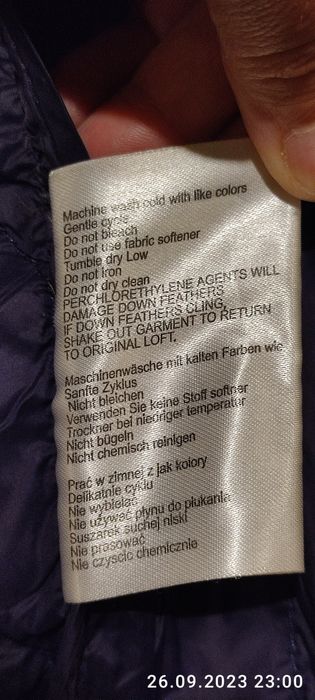 Machine wash cold with like colors
Gentle cycle
Do not bleach
Do not use fabric softener
Tumble dry Low
Do not iron
Do not dry clean
PERCHLORETHYLENE AGENTS WILL
DAMAGE DOWN FEATHERS
IF DOWN FEATHERS CLING,
SHAKE OUT GARMENT TO RETURN
TO ORIGINAL LOFT.
Maschinenwäsche mit kalten Farben wie
Sanfte Zyklus
Nicht bleichen
Verwenden Sie keine Stoff softner
Trockner bei niedriger temperatur
Nicht bügeln
Nicht chemisch reinigen
Prać w zimnej z jak kolory
Delikatnie cyklu
Nie wybielać
Nie używać płynu do płukania
Suszarek suchej niski
Nie prasować
Nie czyscic chemicznie
26.09.2023 23:00